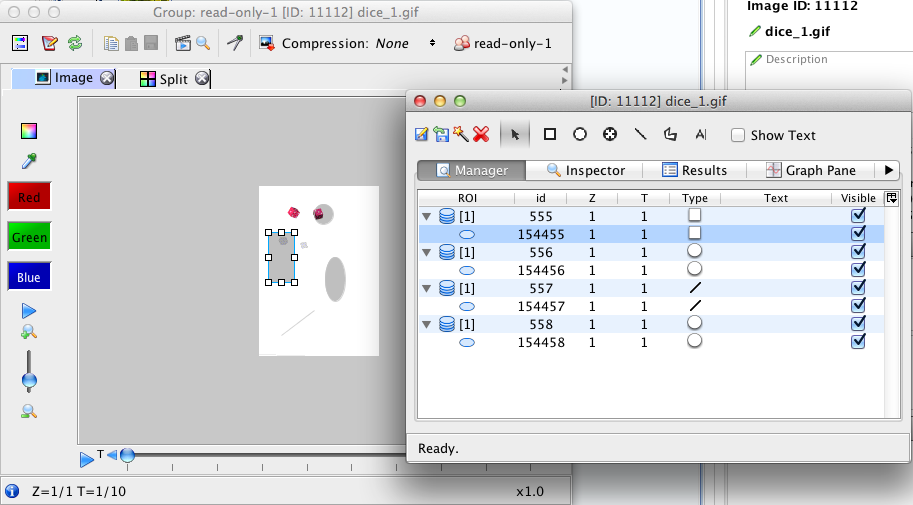 Group: read-only-1 [ID: 11112] dice_1.gif
Compression: None
read-only-1
Image
Split
Red
Green
Blue
T
Z=1/1 T=1/10
x1.0
Image ID: 11112
dice_1.gif
Description
[ID: 11112] dice_1.gif
Show Text
Manager
Inspector
Results
Graph Pane
ROI id Z T Type Text Visible
[1] 555 1 1
154455 1 1
[1] 556 1 1
154456 1 1
[1] 557 1 1
154457 1 1
[1] 558 1 1
154458 1 1
Ready.